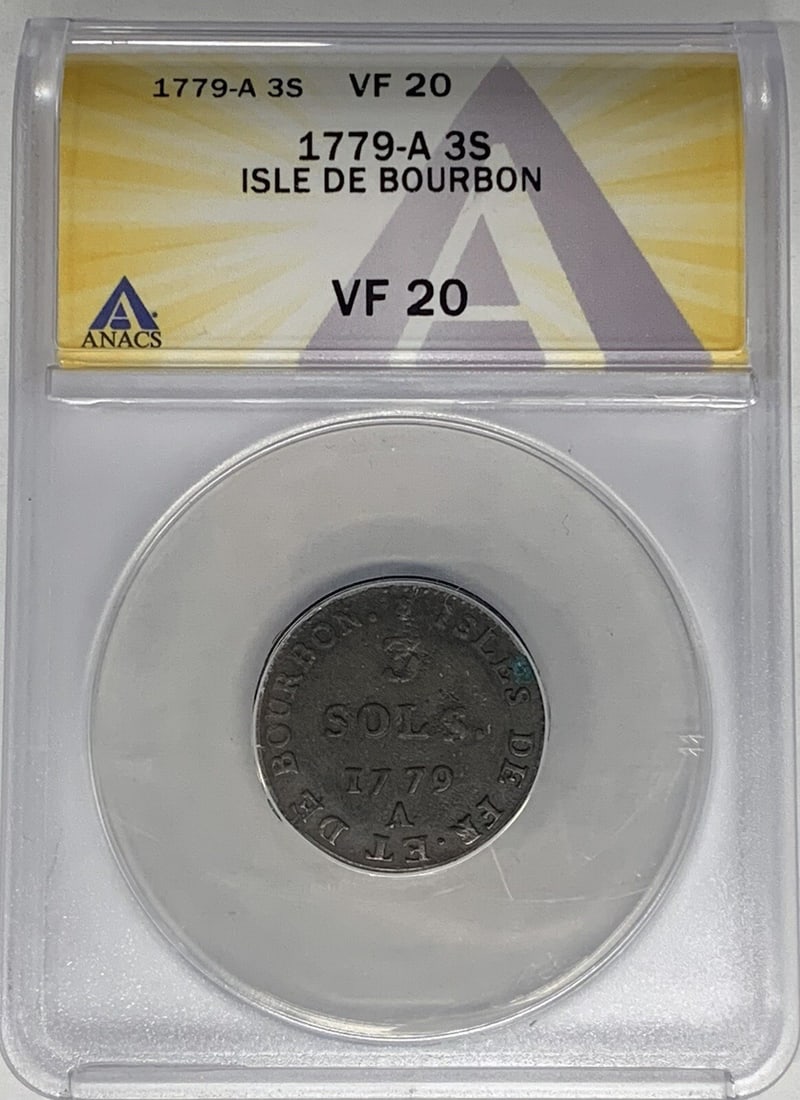 1779-A 3S VF 20
1779-A 3S
ISLE DE BOURBON
VF 20
ANACS
ISLES DE FR. ET DE BOURBON.
3
SOLS.
1779
A